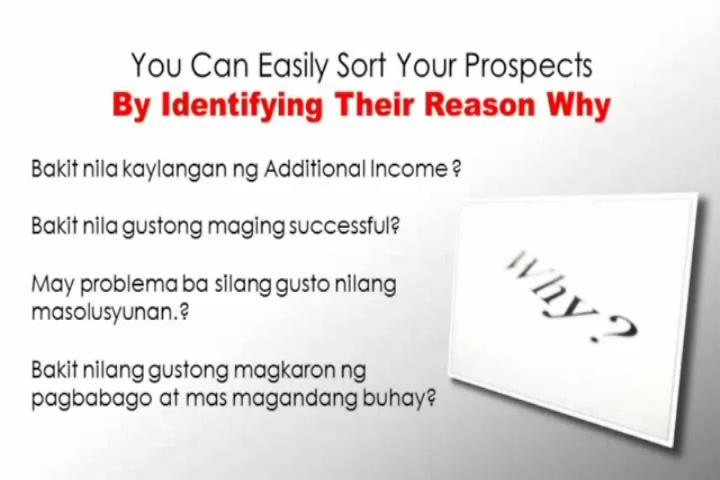 You Can Easily Sort Your Prospects
By Identifying Their Reason Why
Bakit nila kaylangan ng Additional Income?
Bakit nila gustong maging successful?
May problema ba silang gusto nilang
masolusyunan.?
Bakit nilang gustong magkaron ng
pagbabago at mas magandang buhay?
Why?